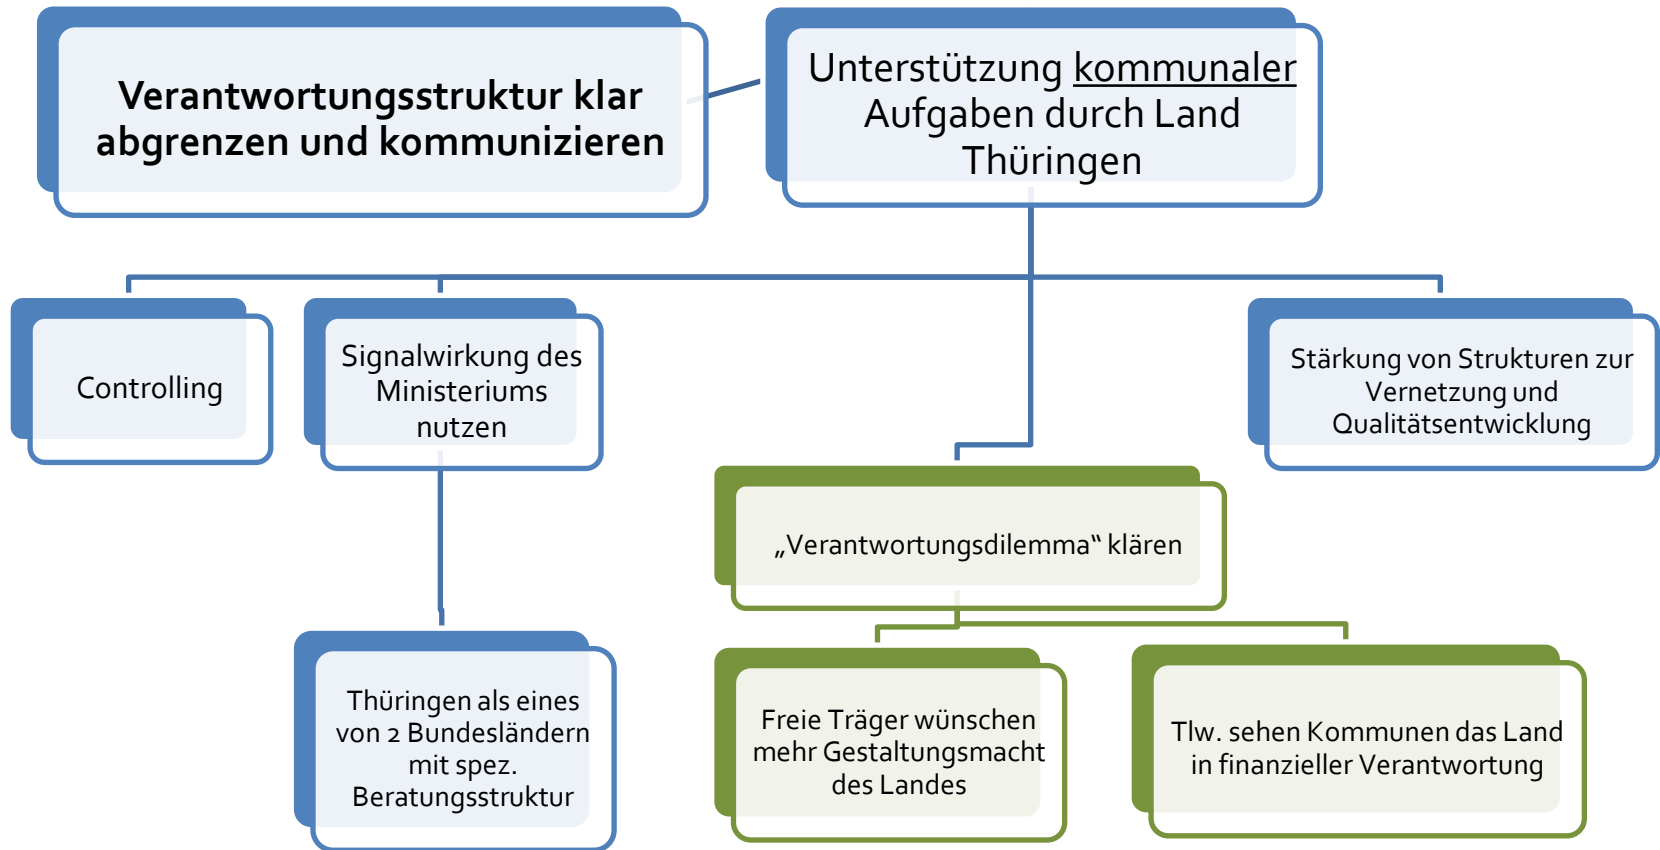 Verantwortungsstruktur klar
abgrenzen und kommunizieren
Unterstützung kommunaler
Aufgaben durch Land
Thüringen
Controlling
Signalwirkung des
Ministeriums
nutzen
Stärkung von Strukturen zur
Vernetzung und
Qualitätsentwicklung
„Verantwortungsdilemma“ klären
Thüringen als eines
von 2 Bundesländern
mit spez.
Beratungsstruktur
Freie Träger wünschen
mehr Gestaltungsmacht
des Landes
Tlw. sehen Kommunen das Land
in finanzieller Verantwortung